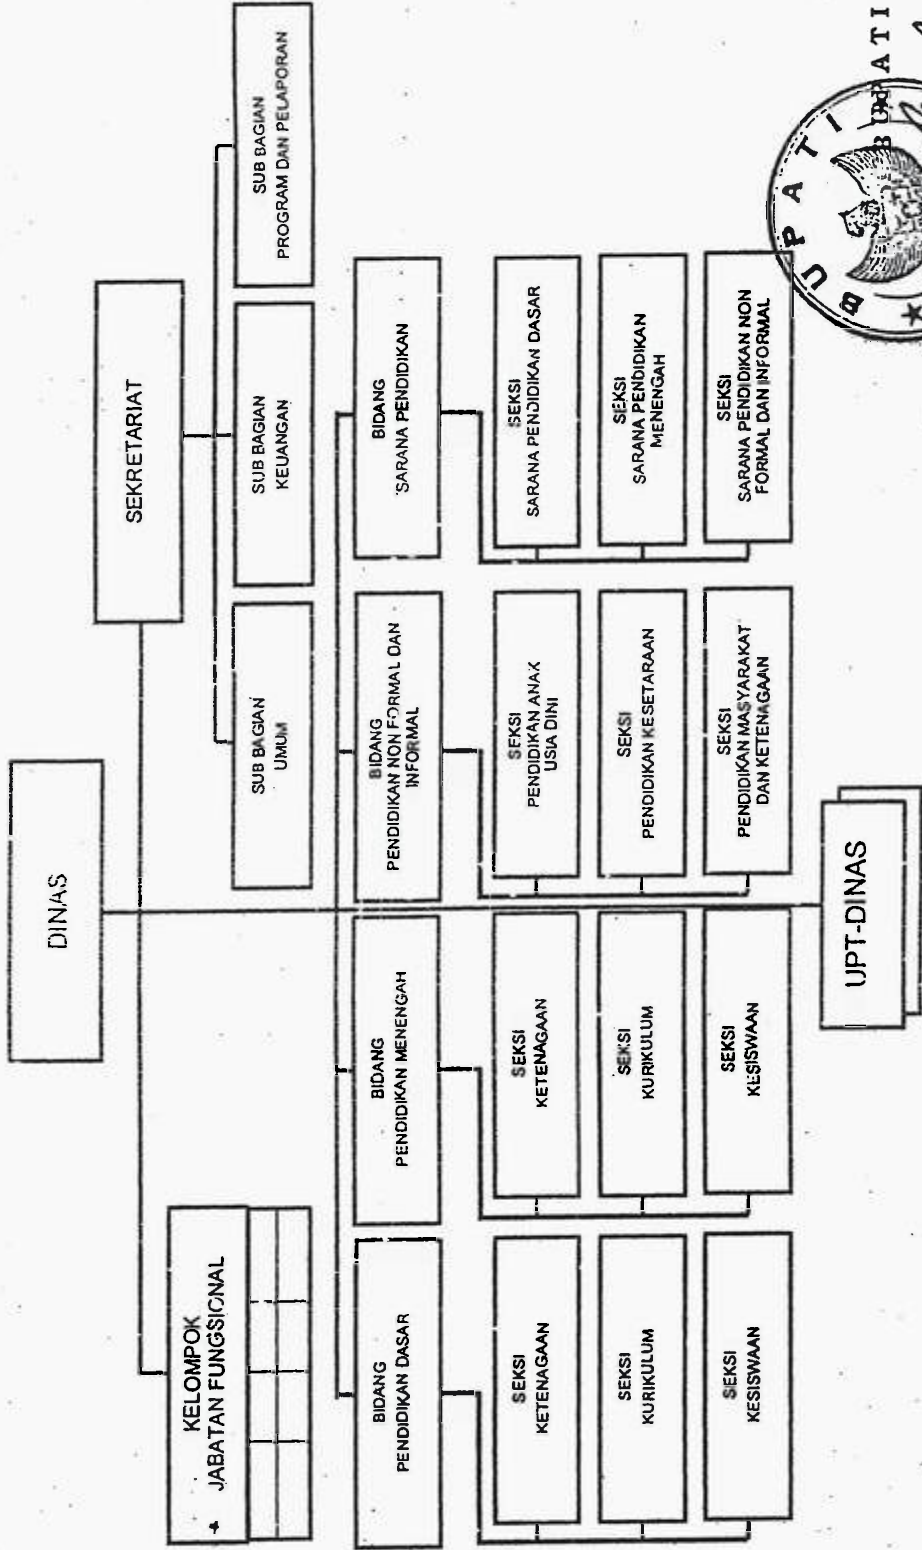 DINAS
KELOMPOK
JABATAN FUNGSIONAL
SEKRETARIAT
SUB BAGIAN
UMUM
SUB BAGIAN
KEUANGAN
SUB BAGIAN
PROGRAM DAN PELAPORAN
BIDANG
PENDIDIKAN DASAR
BIDANG
PENDIDIKAN MENENGAH
BIDANG
PENDIDIKAN NON FORMAL DAN
INFORMAL
BIDANG
SARANA PENDIDIKAN
SEKSI
KETENAGAAN
SEKSI
KETENAGAAN
SEKSI
PENDIDIKAN ANAK
USIA DINI
SEKSI
SARANA PENDIDIKAN DASAR
SEKSI
KURIKULUM
SEKSI
KURIKULUM
SEKSI
PENDIDIKAN KESETARAAN
SEKSI
SARANA PENDIDIKAN
MENENGAH
SEKSI
KESISWAAN
SEKSI
KESISWAAN
SEKSI
PENDIDIKAN MASYARAKAT
DAN KETENAGAAN
SEKSI
SARANA PENDIDIKAN NON
FORMAL DAN INFORMAL
UPT-DINAS
BUPATI
BUPATI